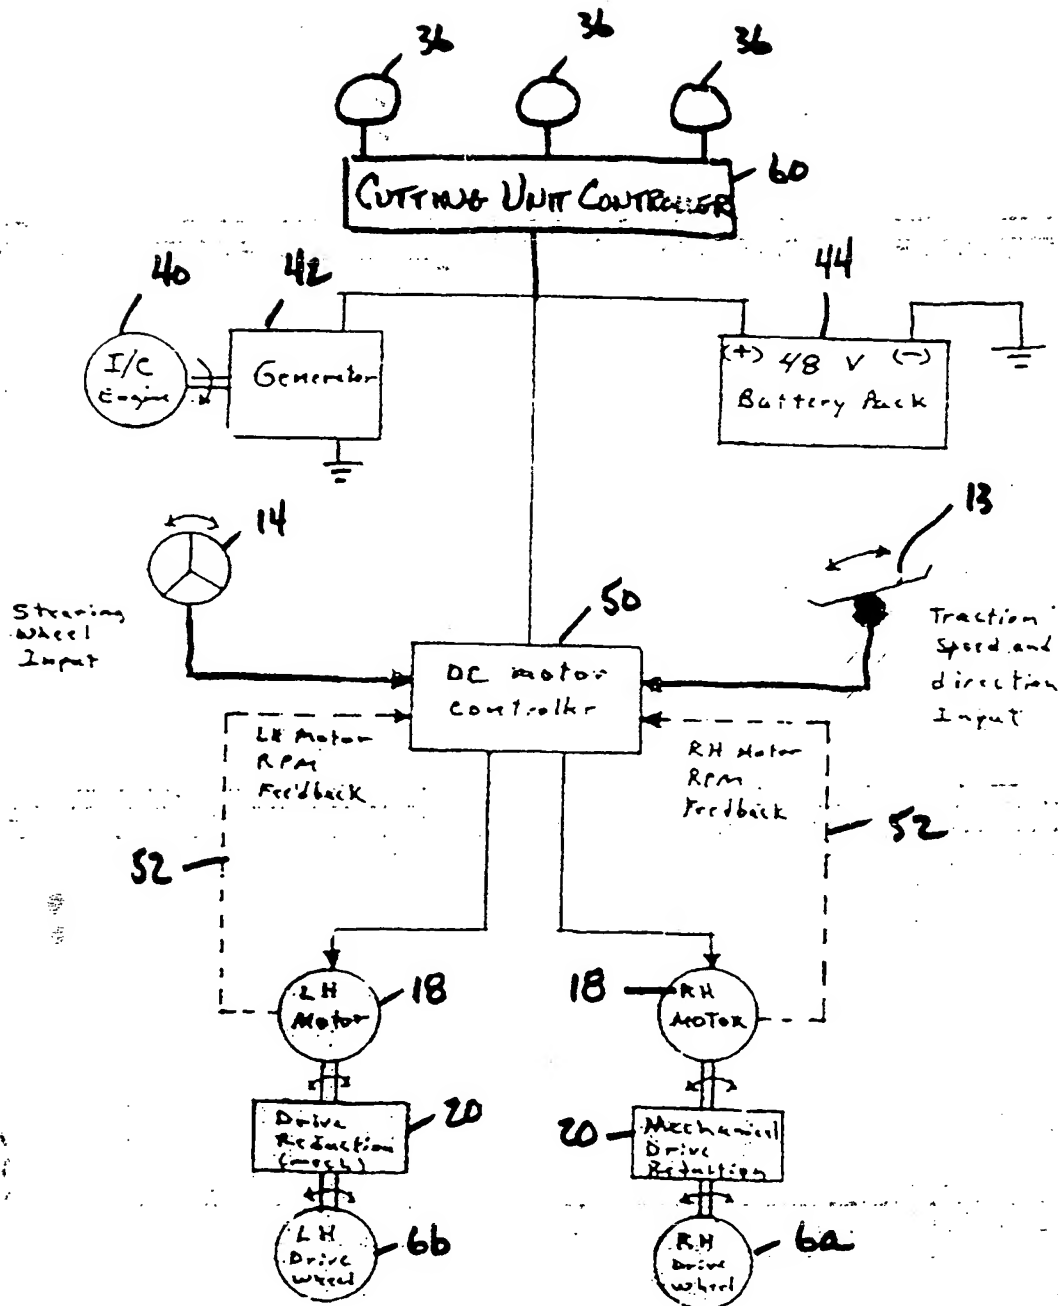 36
36
36
CUTTING UNIT CONTROLLER
60
40
42
44
I/C
Engine
Generator
(+) 48 V (-)
Battery Pack
14
13
Steering
Wheel
Input
50
Traction
Speed and
direction
Input
DC motor
controller
LH Motor
RPM
Feedback
RH Motor
RPM
Feedback
52
52
LH
Motor
18
18
RH
MOTOR
Drive
Reduction
(mech)
20
20
Mechanical
Drive
Reduction
LH
Drive
Wheel
6b
RH
Drive
Wheel
6a